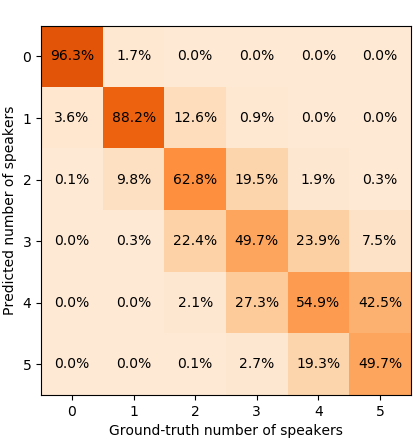 Predicted number of speakers
0 96.3% 1.7% 0.0% 0.0% 0.0% 0.0%
1 3.6% 88.2% 12.6% 0.9% 0.0% 0.0%
2 0.1% 9.8% 62.8% 19.5% 1.9% 0.3%
3 0.0% 0.3% 22.4% 49.7% 23.9% 7.5%
4 0.0% 0.0% 2.1% 27.3% 54.9% 42.5%
5 0.0% 0.0% 0.1% 2.7% 19.3% 49.7%
0 1 2 3 4 5
Ground-truth number of speakers